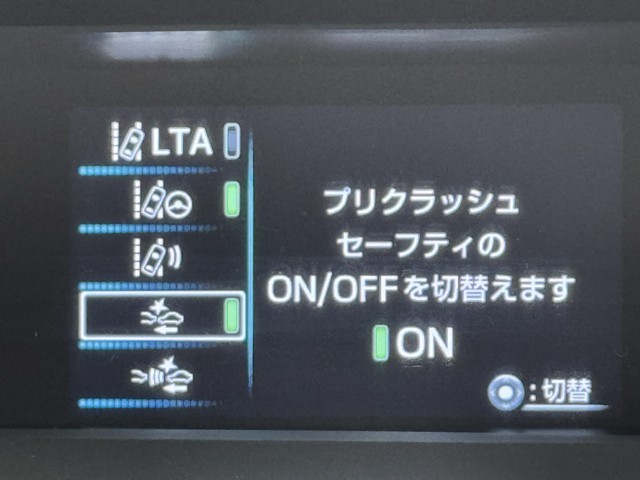 LTA
プリクラッシュ
セーフティの
ON/OFFを切替えます
ON
:切替